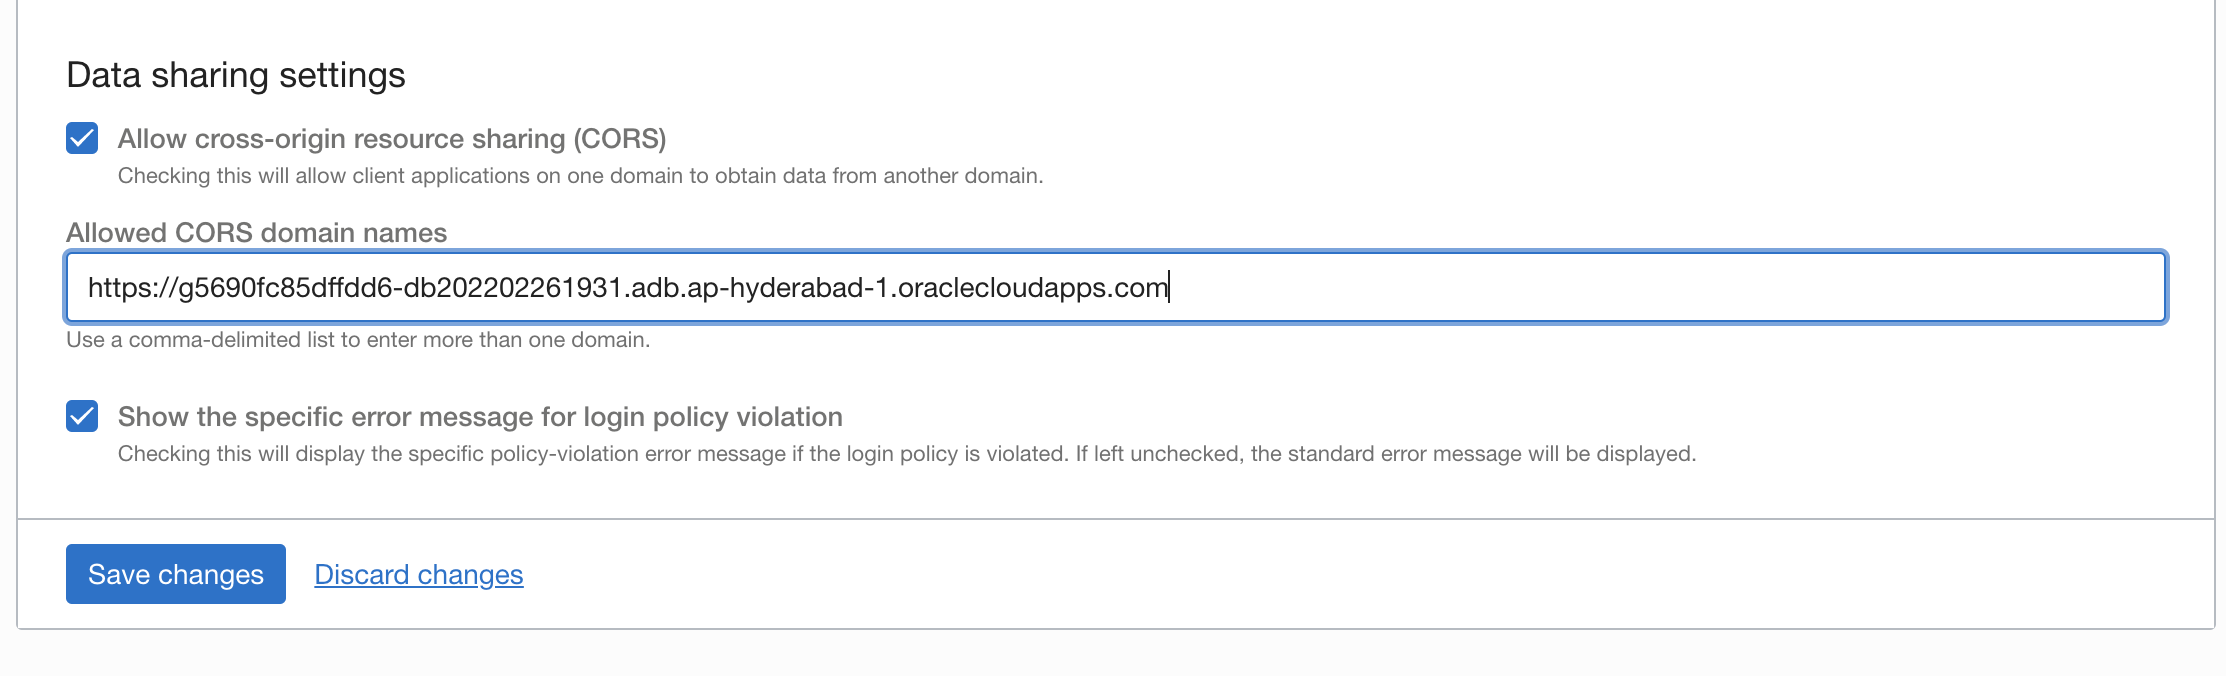 Data sharing settings
Allow cross-origin resource sharing (CORS)
Checking this will allow client applications on one domain to obtain data from another domain.
Allowed CORS domain names
https://g5690fc85dffdd6-db202202261931.adb.ap-hyderabad-1.oraclecloudapps.com
Use a comma-delimited list to enter more than one domain.
Show the specific error message for login policy violation
Checking this will display the specific policy-violation error message if the login policy is violated. If left unchecked, the standard error message will be displayed.
Save changes Discard changes